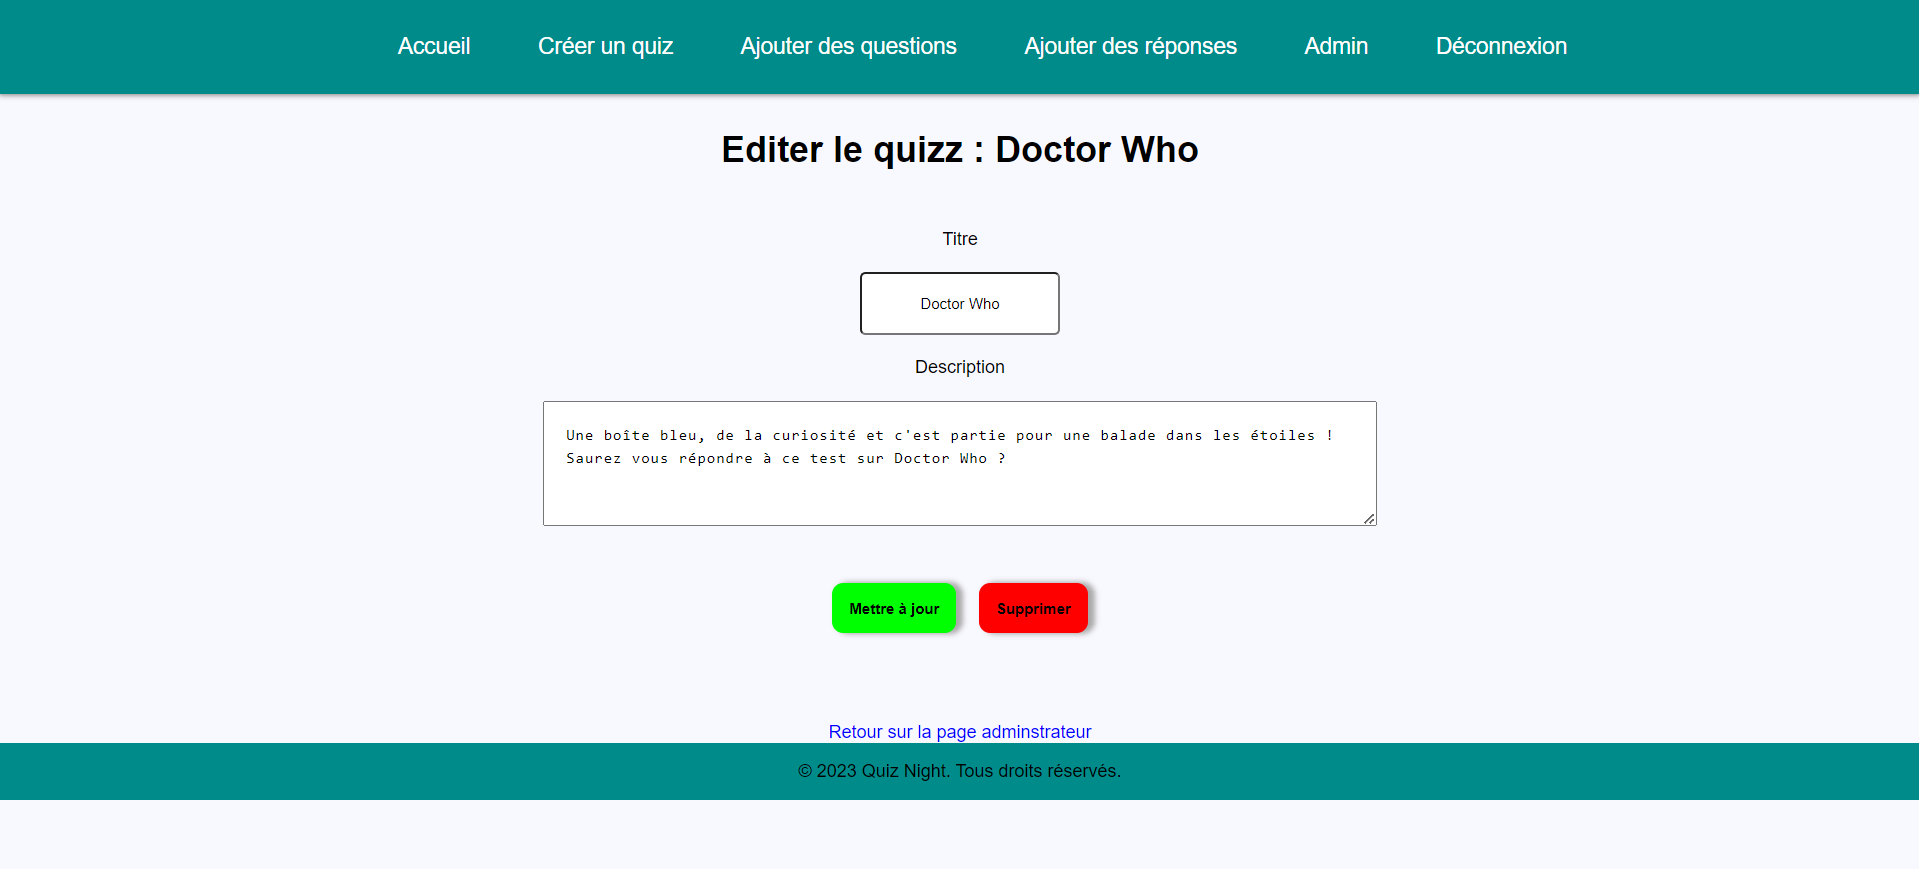 Accueil Créer un quiz Ajouter des questions Ajouter des réponses Admin Déconnexion
Editer le quizz : Doctor Who
Titre
Doctor Who
Description
Une boîte bleu, de la curiosité et c'est partie pour une balade dans les étoiles !
Saurez vous répondre à ce test sur Doctor Who ?
Mettre à jour Supprimer
Retour sur la page adminstrateur
© 2023 Quiz Night. Tous droits réservés.